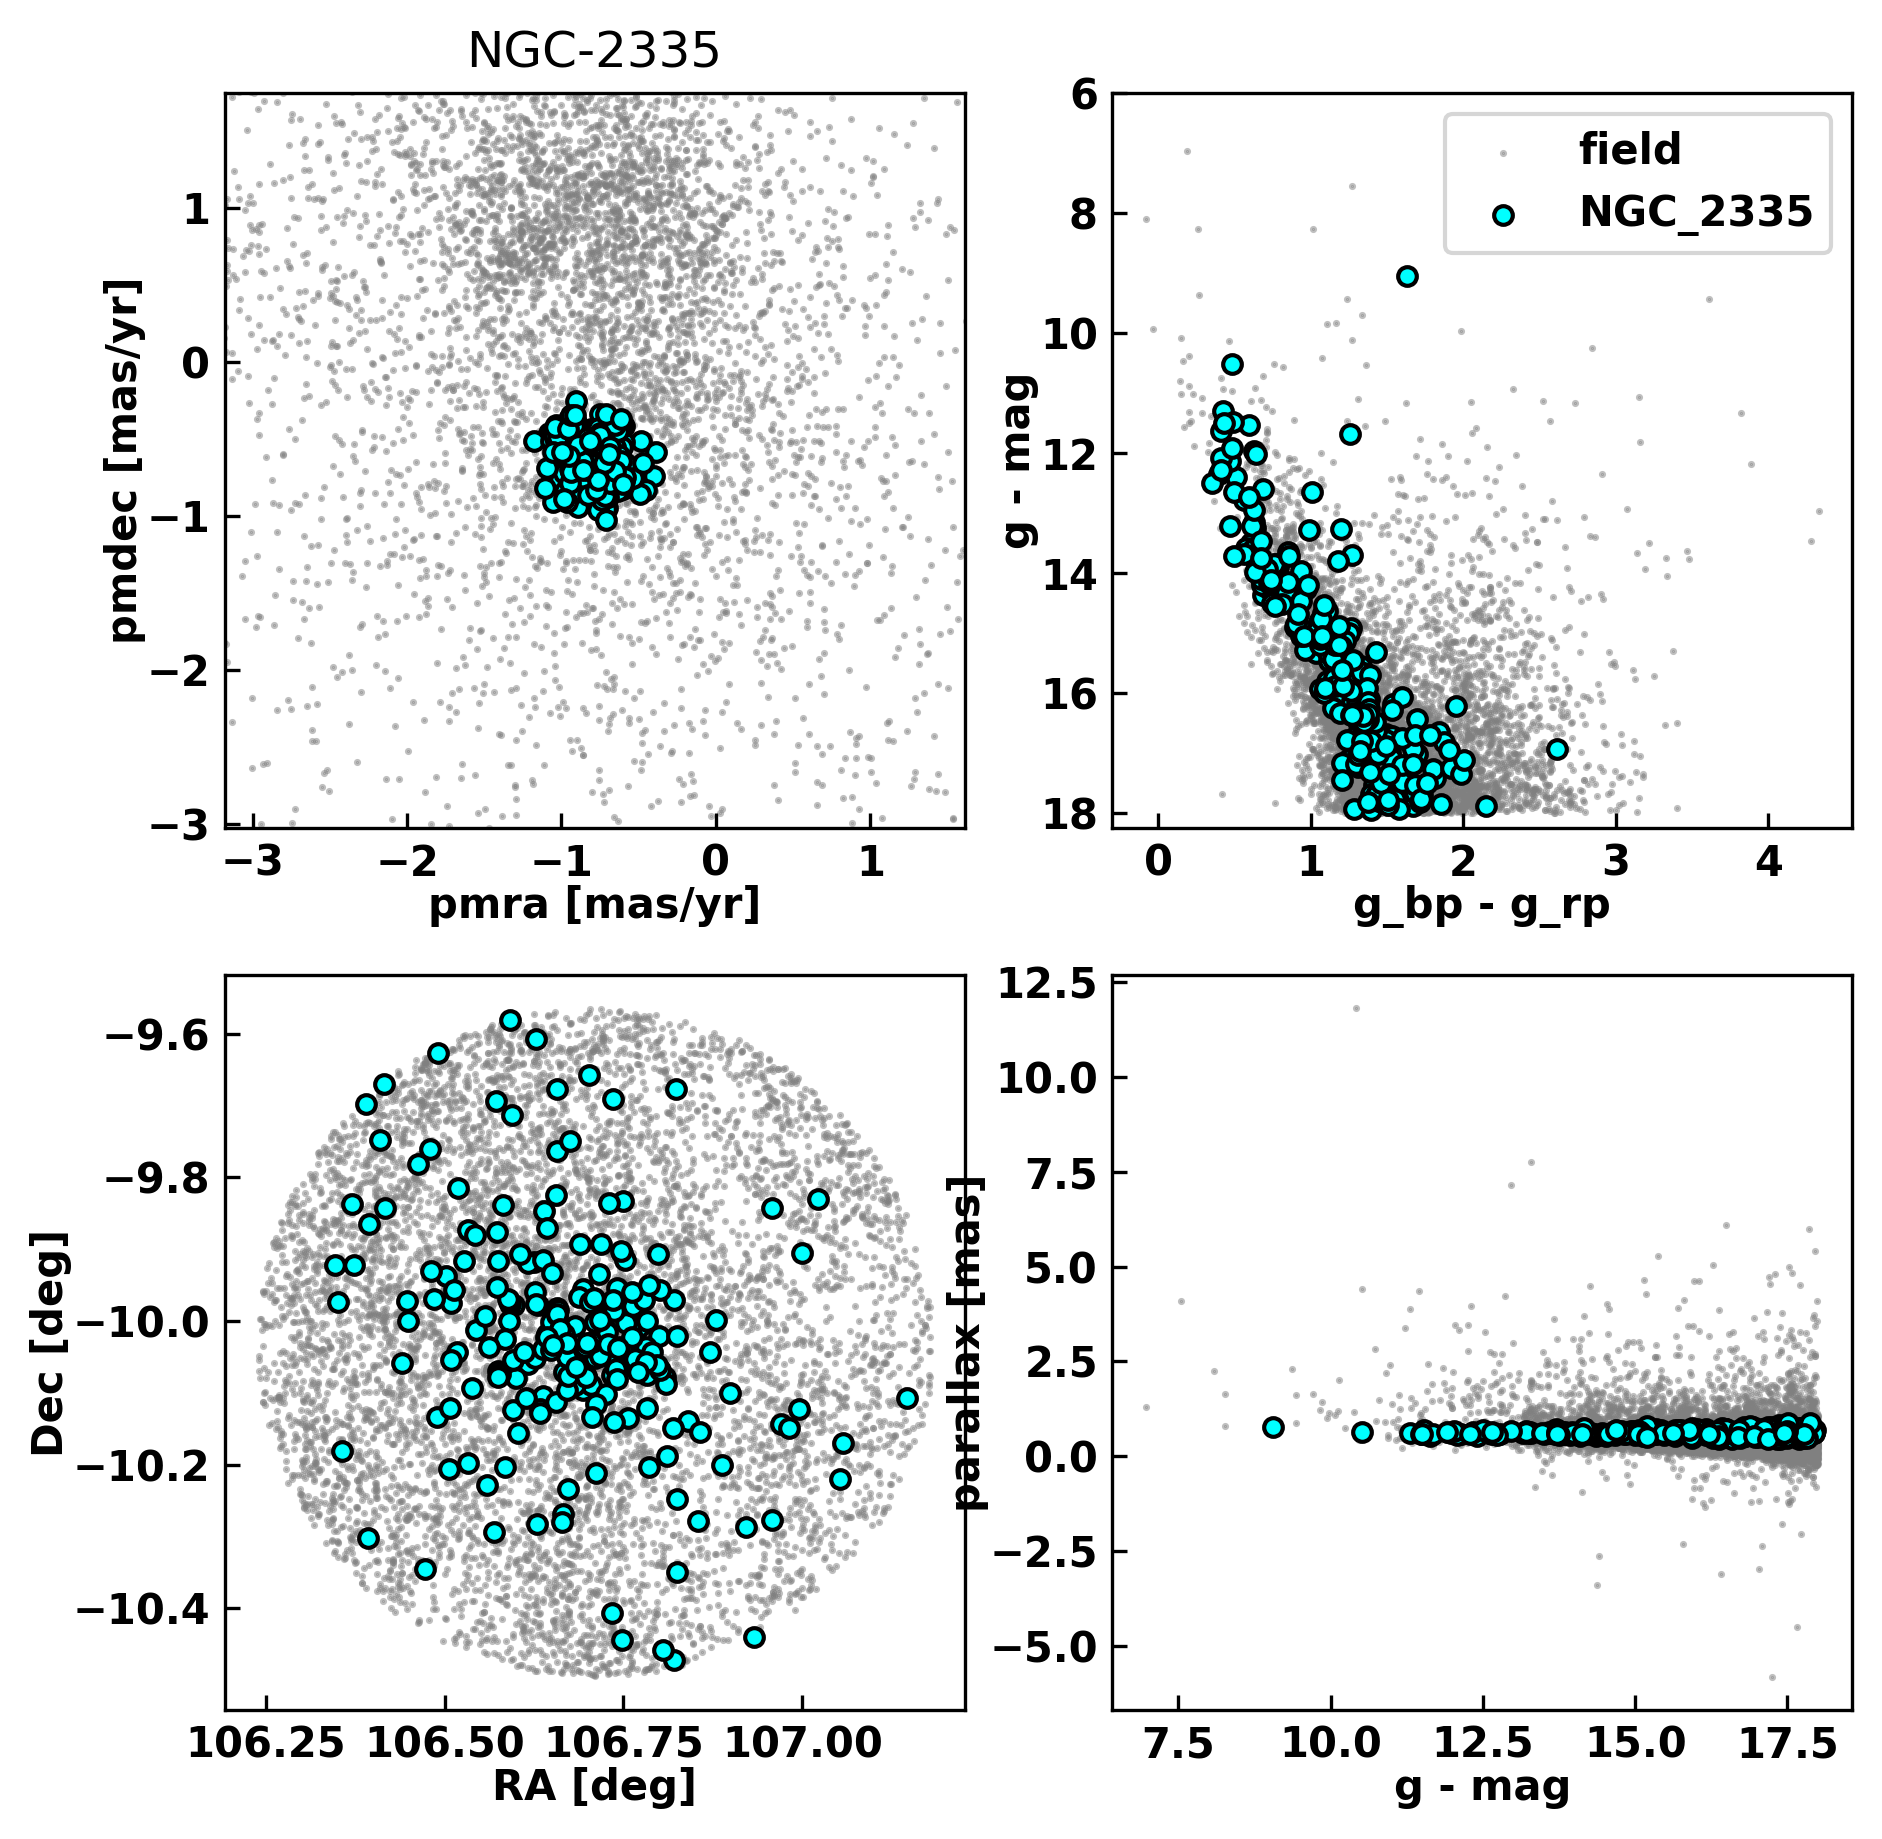 NGC-2335
1
0
−1
−2
−3
pmdec [mas/yr]
−3 −2 −1 0 1
pmra [mas/yr]
6
8
10
12
14
16
18
g - mag
field
NGC_2335
0 1 2 3 4
g_bp - g_rp
−9.6
−9.8
−10.0
−10.2
−10.4
Dec [deg]
106.25 106.50 106.75 107.00
RA [deg]
12.5
10.0
7.5
5.0
2.5
0.0
−2.5
−5.0
parallax [mas]
7.5 10.0 12.5 15.0 17.5
g - mag